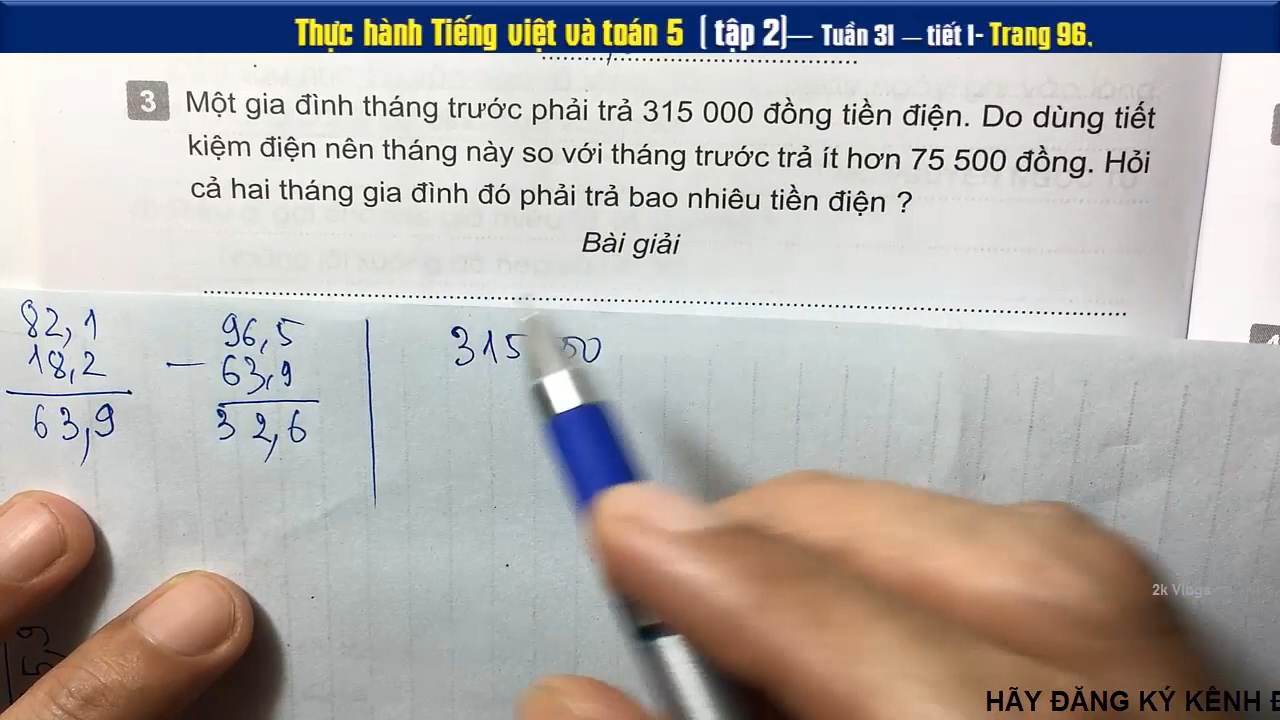 Thực hành Tiếng việt và toán 5 ( tập 2)– Tuần 31 – tiết 1- Trang 96.
3 Một gia đình tháng trước phải trả 315 000 đồng tiền điện. Do dùng tiết
kiệm điện nên tháng này so với tháng trước trả ít hơn 75 500 đồng. Hỏi
cả hai tháng gia đình đó phải trả bao nhiêu tiền điện ?
Bài giải
82,1
18,2
63,9
96,5
− 63,9
32,6
315
2k Vlogs
HÃY ĐĂNG KÝ KÊNH